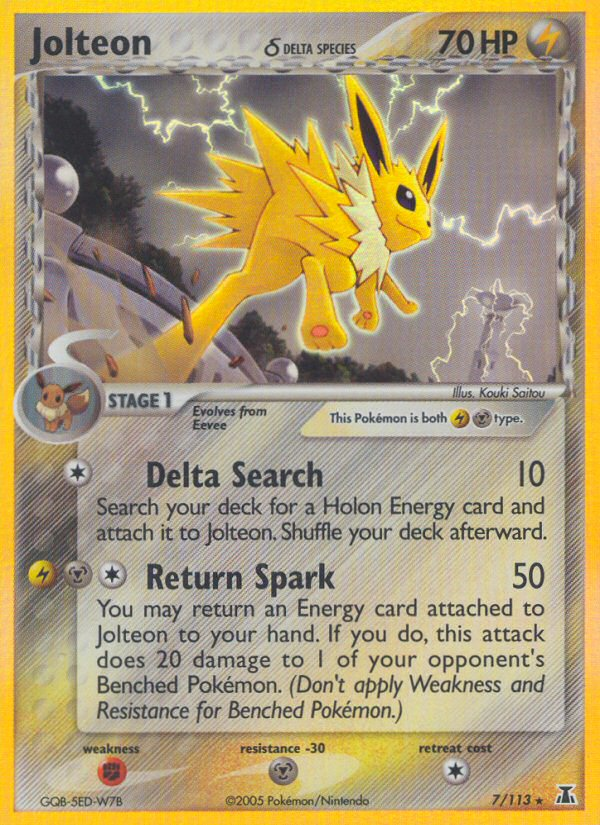 Jolteon δ DELTA SPECIES 70 HP
Illus. Kouki Saitou
STAGE 1
Evolves from
Eevee
This Pokémon is both type.
Delta Search 10
Search your deck for a Holon Energy card and
attach it to Jolteon. Shuffle your deck afterward.
Return Spark 50
You may return an Energy card attached to
Jolteon to your hand. If you do, this attack
does 20 damage to 1 of your opponent's
Benched Pokémon. (Don't apply Weakness and
Resistance for Benched Pokémon.)
weakness resistance -30 retreat cost
GQB-5ED-W7B ©2005 Pokémon/Nintendo 7/113 ★